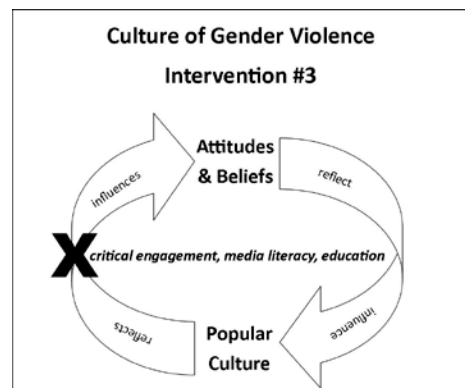 Culture of Gender Violence
Intervention #3
Attitudes
& Beliefs
influences
reflect
X
critical engagement, media literacy, education
reflects
influence
Popular
Culture